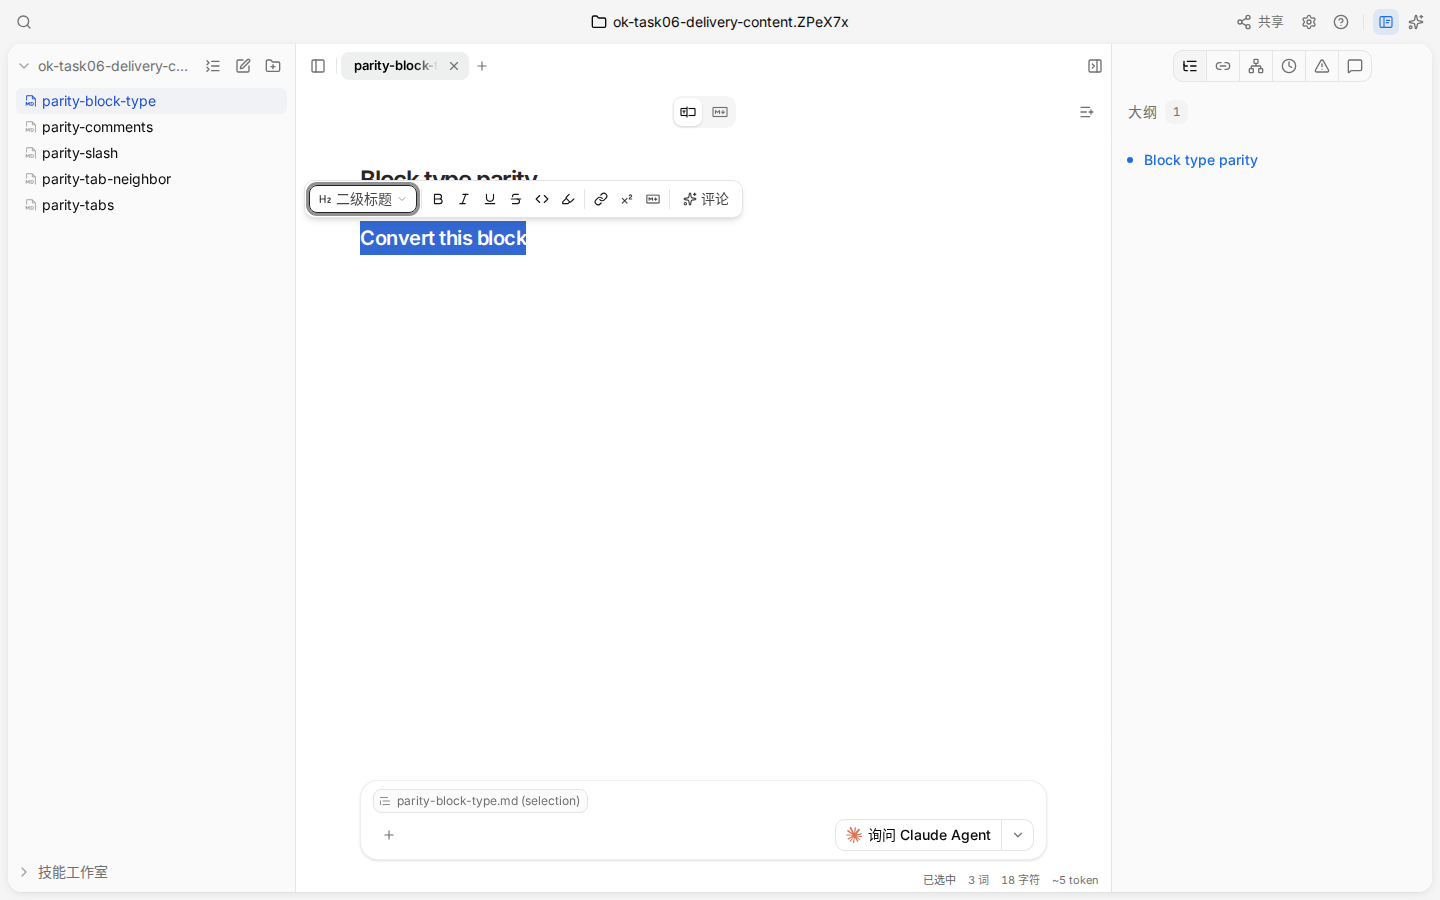 ok-task06-delivery-content.ZPeX7x
共享
ok-task06-delivery-c...
parity-block-type
parity-comments
parity-slash
parity-tab-neighbor
parity-tabs
技能工作室
parity-block-
Block type parity
H2 二级标题
评论
Convert this block
parity-block-type.md (selection)
询问 Claude Agent
已选中 3 词 18 字符 ~5 token
大纲 1
Block type parity